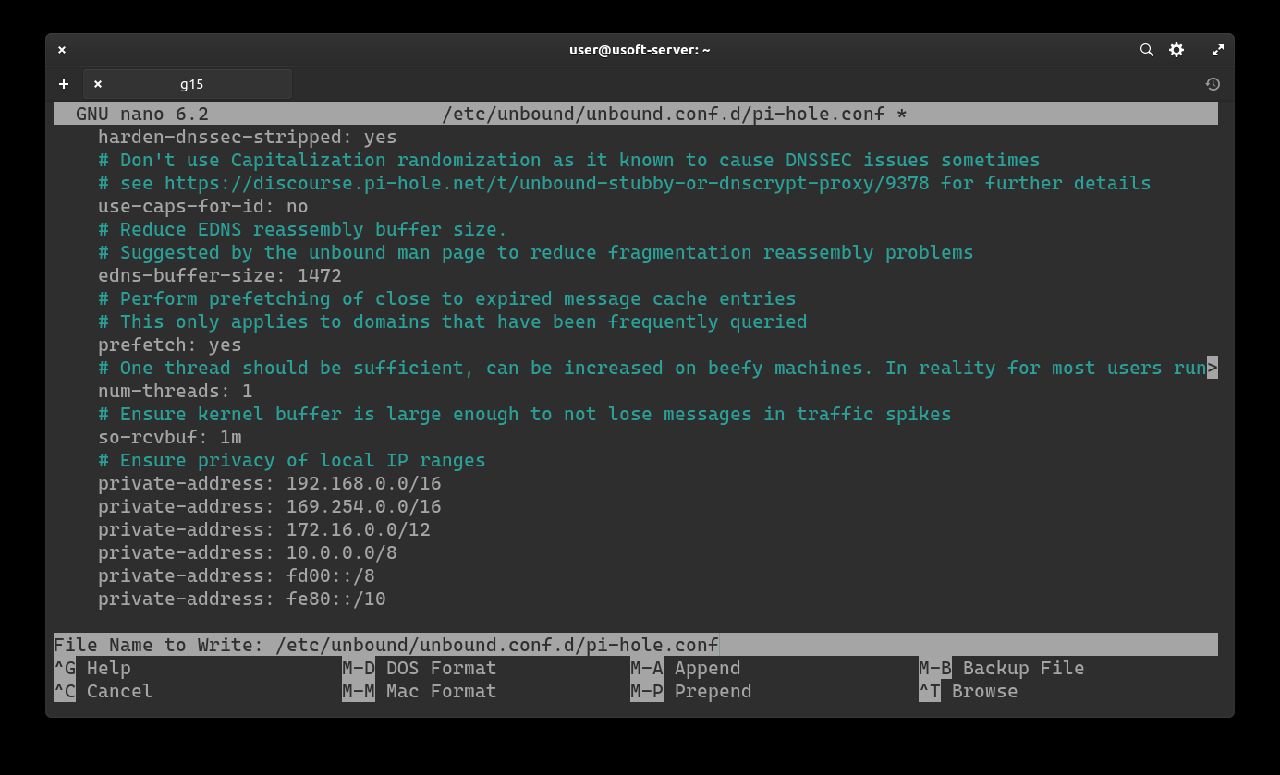 user@usoft-server: ~
g15
GNU nano 6.2 /etc/unbound/unbound.conf.d/pi-hole.conf *
harden-dnssec-stripped: yes
# Don't use Capitalization randomization as it known to cause DNSSEC issues sometimes
# see https://discourse.pi-hole.net/t/unbound-stubby-or-dnscrypt-proxy/9378 for further details
use-caps-for-id: no
# Reduce EDNS reassembly buffer size.
# Suggested by the unbound man page to reduce fragmentation reassembly problems
edns-buffer-size: 1472
# Perform prefetching of close to expired message cache entries
# This only applies to domains that have been frequently queried
prefetch: yes
# One thread should be sufficient, can be increased on beefy machines. In reality for most users run>
num-threads: 1
# Ensure kernel buffer is large enough to not lose messages in traffic spikes
so-rcvbuf: 1m
# Ensure privacy of local IP ranges
private-address: 192.168.0.0/16
private-address: 169.254.0.0/16
private-address: 172.16.0.0/12
private-address: 10.0.0.0/8
private-address: fd00::/8
private-address: fe80::/10
File Name to Write: /etc/unbound/unbound.conf.d/pi-hole.conf
^G Help M-D DOS Format M-A Append M-B Backup File
^C Cancel M-M Mac Format M-P Prepend ^T Browse